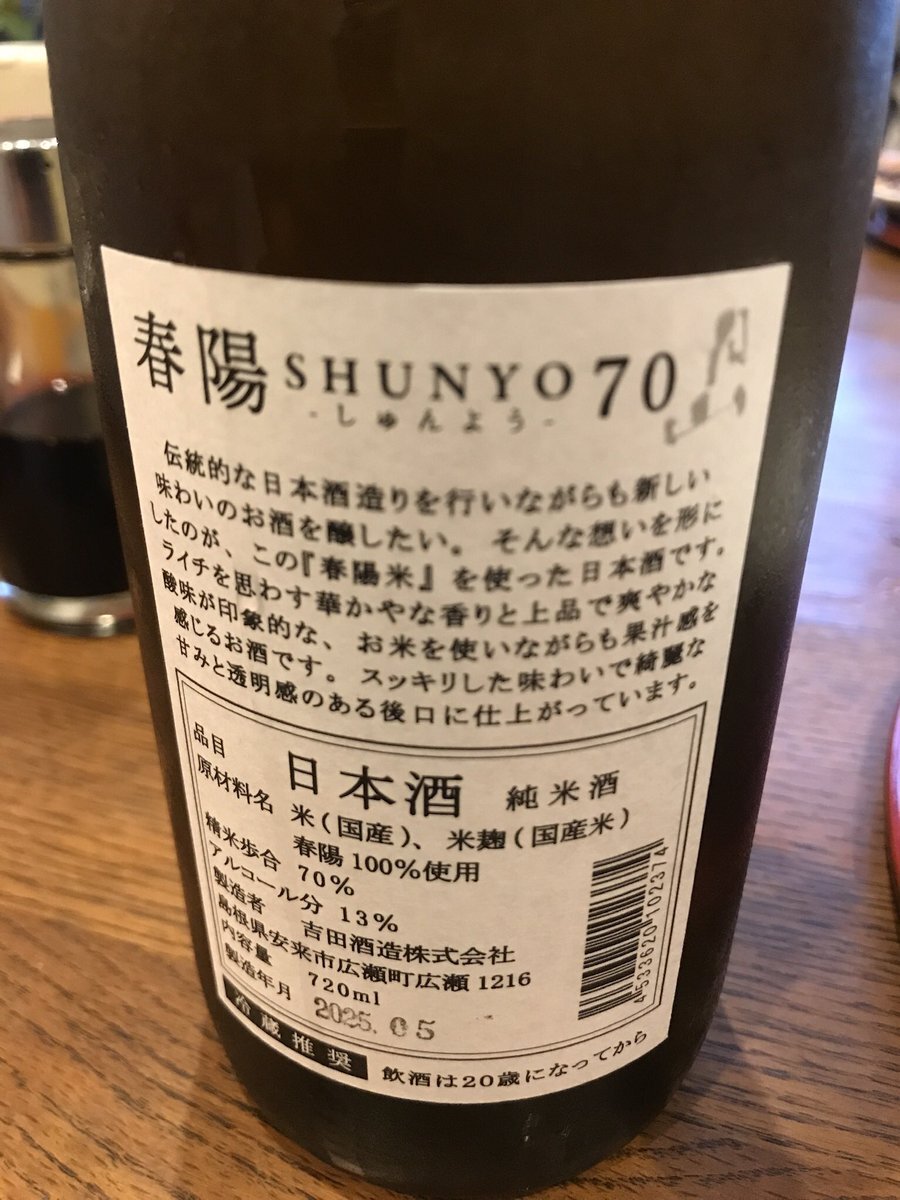 春陽 SHUNYO 70
-しゅんよう-
伝統的な日本酒造りを行いながらも新しい
味わいのお酒を醸したい。そんな想いを形に
したのが、この『春陽米』を使った日本酒です。
ライチを思わす華かやな香りと上品で爽やかな
酸味が印象的な、お米を使いながらも果汁感を
感じるお酒です。スッキリした味わいで綺麗な
甘みと透明感のある後口に仕上がっています。
品目 日本酒 純米酒
原材料名 米(国産)、米麹(国産米)
春陽100%使用
精米歩合 70%
アルコール分 13%
製造者 吉田酒造株式会社
島根県安来市広瀬町広瀬1216
内容量 720ml
製造年月 2025.05
4533620102374
冷蔵推奨 飲酒は20歳になってから